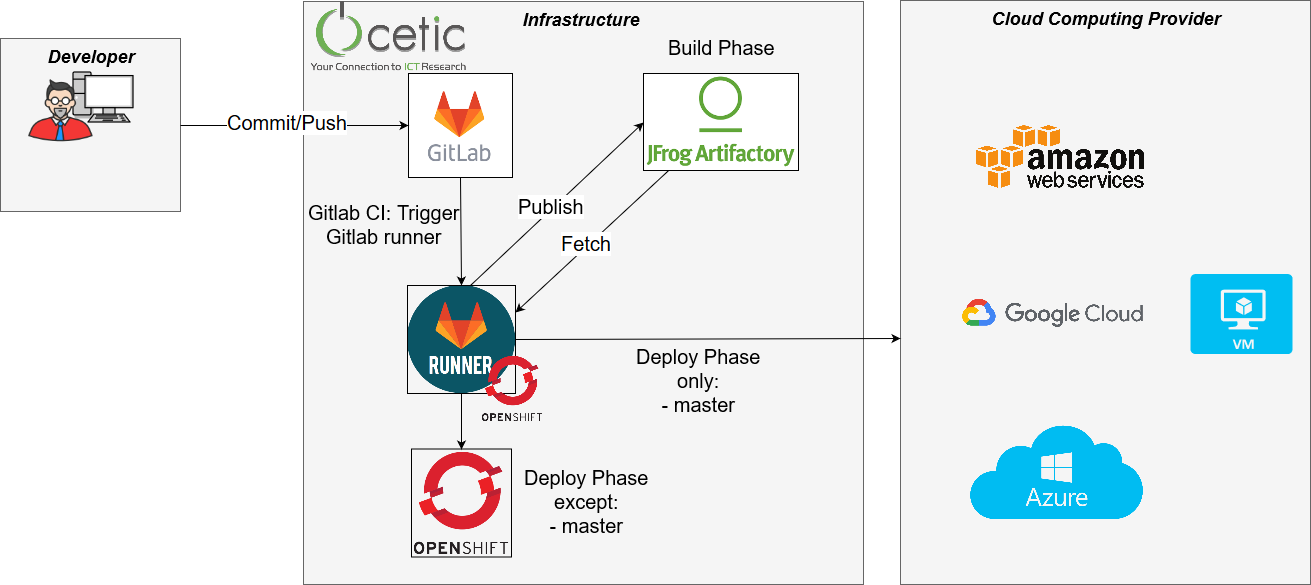 Developer
Commit/Push
Infrastructure
cetic
Your Connection to ICT Research
GitLab
Build Phase
JFrog Artifactory
Gitlab CI: Trigger
Gitlab runner
Publish
Fetch
RUNNER
OPENSHIFT
Deploy Phase
only:
- master
OPENSHIFT
Deploy Phase
except:
- master
Cloud Computing Provider
amazon
web services
Google Cloud
VM
Azure